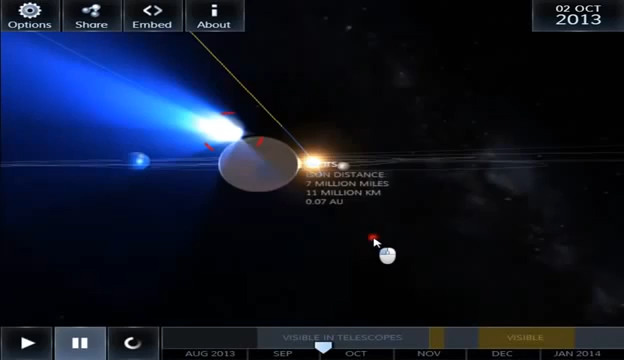 Options
Share
Embed
About
02 OCT
2013
ISON DISTANCE:
7 MILLION MILES
11 MILLION KM
0.07 AU
VISIBLE IN TELESCOPES
VISIBLE
AUG 2013
SEP
OCT
NOV
DEC
JAN 2014